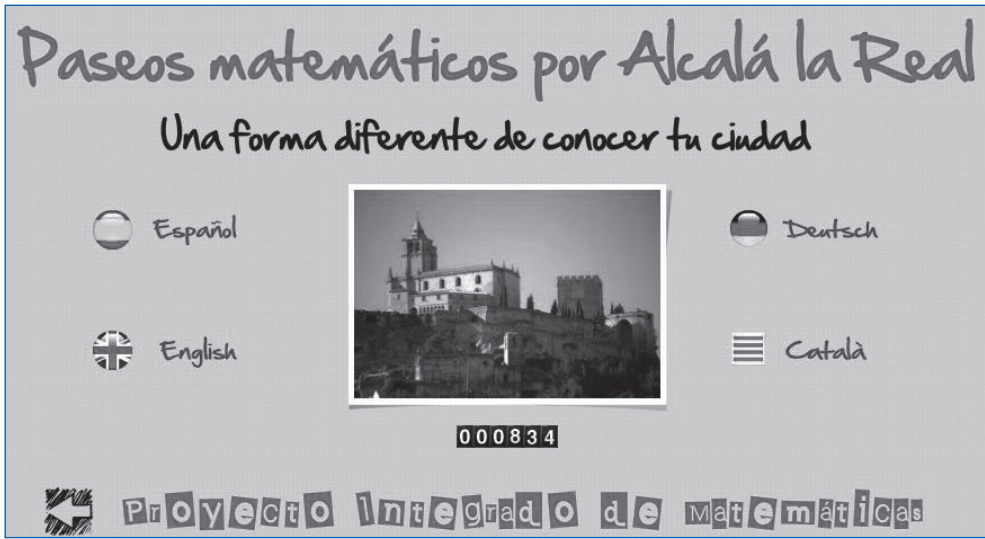 Paseos matemáticos por Alcalá la Real
Una forma diferente de conocer tu ciudad
Español
Deutsch
English
Català
000834
Proyecto Integrado de Matemáticas